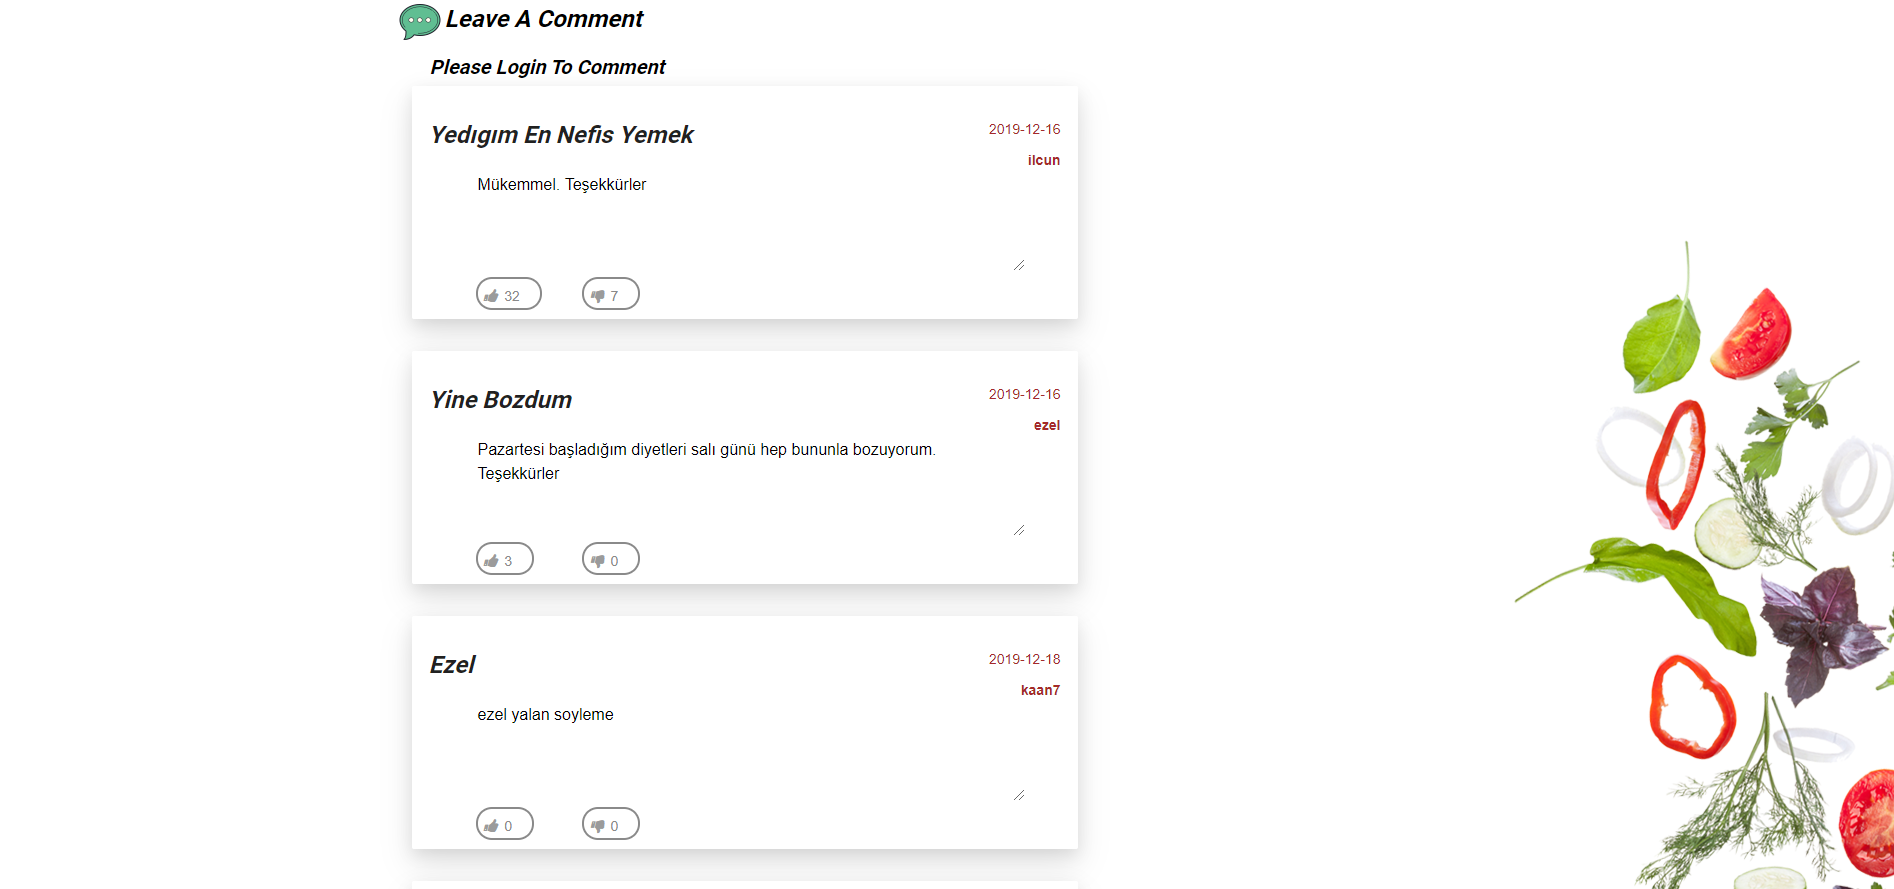 Leave A Comment
Please Login To Comment
Yedıgım En Nefis Yemek
2019-12-16
ilcun
Mükemmel. Teşekkürler
32
7
Yine Bozdum
2019-12-16
ezel
Pazartesi başladığım diyetleri salı günü hep bununla bozuyorum.
Teşekkürler
3
0
Ezel
2019-12-18
kaan7
ezel yalan soyleme
0
0